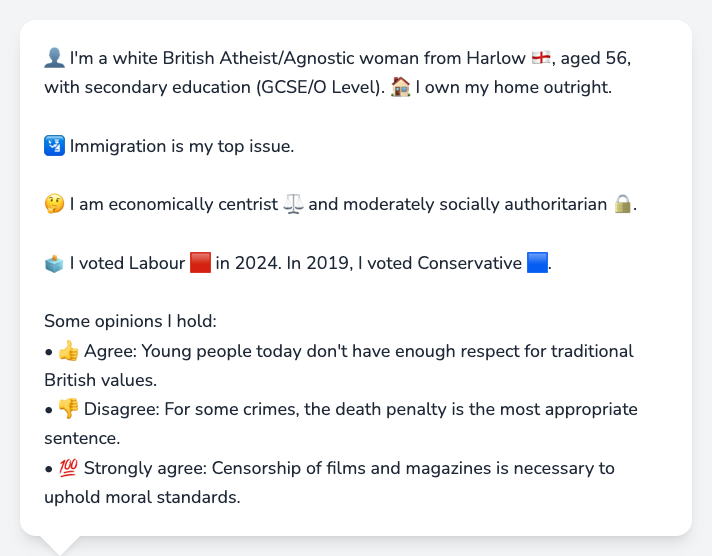 👤 I'm a white British Atheist/Agnostic woman from Harlow 🏴󠁧󠁢󠁥󠁮󠁧󠁿, aged 56,
with secondary education (GCSE/O Level). 🏠 I own my home outright.
🛂 Immigration is my top issue.
🤔 I am economically centrist ⚖️ and moderately socially authoritarian 🔒.
🗳️ I voted Labour 🟥 in 2024. In 2019, I voted Conservative 🟦.
Some opinions I hold:
• 👍 Agree: Young people today don't have enough respect for traditional
British values.
• 👎 Disagree: For some crimes, the death penalty is the most appropriate
sentence.
• 💯 Strongly agree: Censorship of films and magazines is necessary to
uphold moral standards.